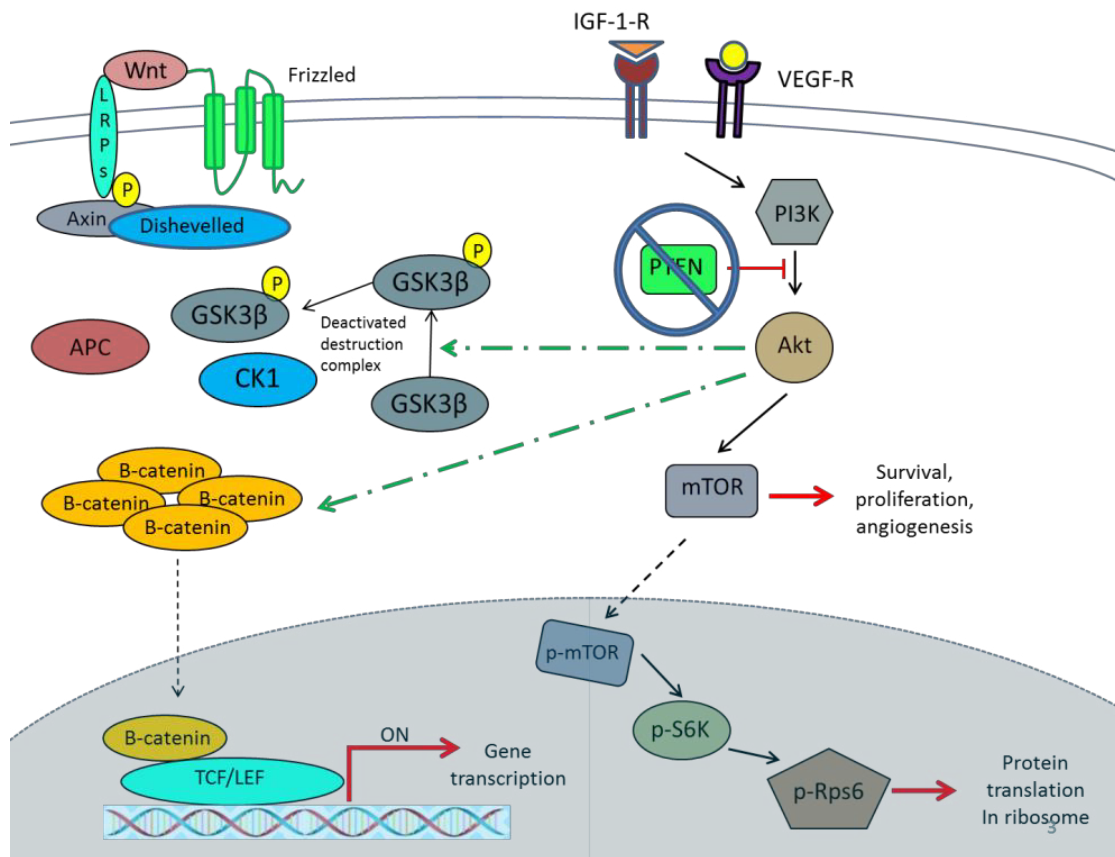 IGF-1-R
VEGF-R
Wnt
Frizzled
L
R
P
s
P
Axin
Dishevelled
PI3K
PTEN
P
GSK3β
P
GSK3β
Deactivated
destruction
complex
APC
CK1
GSK3β
Akt
B-catenin
B-catenin
B-catenin
B-catenin
mTOR
Survival,
proliferation,
angiogenesis
p-mTOR
p-S6K
p-Rps6
Protein
translation
In ribosome
3
B-catenin
TCF/LEF
ON
Gene
transcription